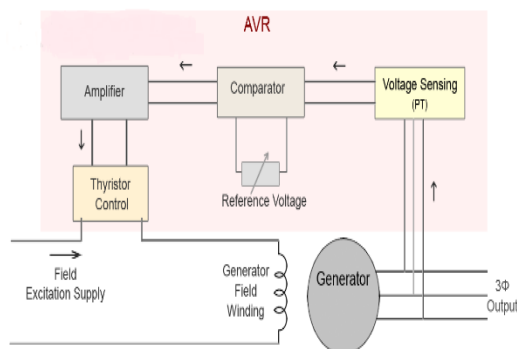 AVR
Amplifier
Comparator
Voltage Sensing
(PT)
Thyristor
Control
Reference Voltage
Field
Excitation Supply
Generator
Field
Winding
Generator
3Φ
Output